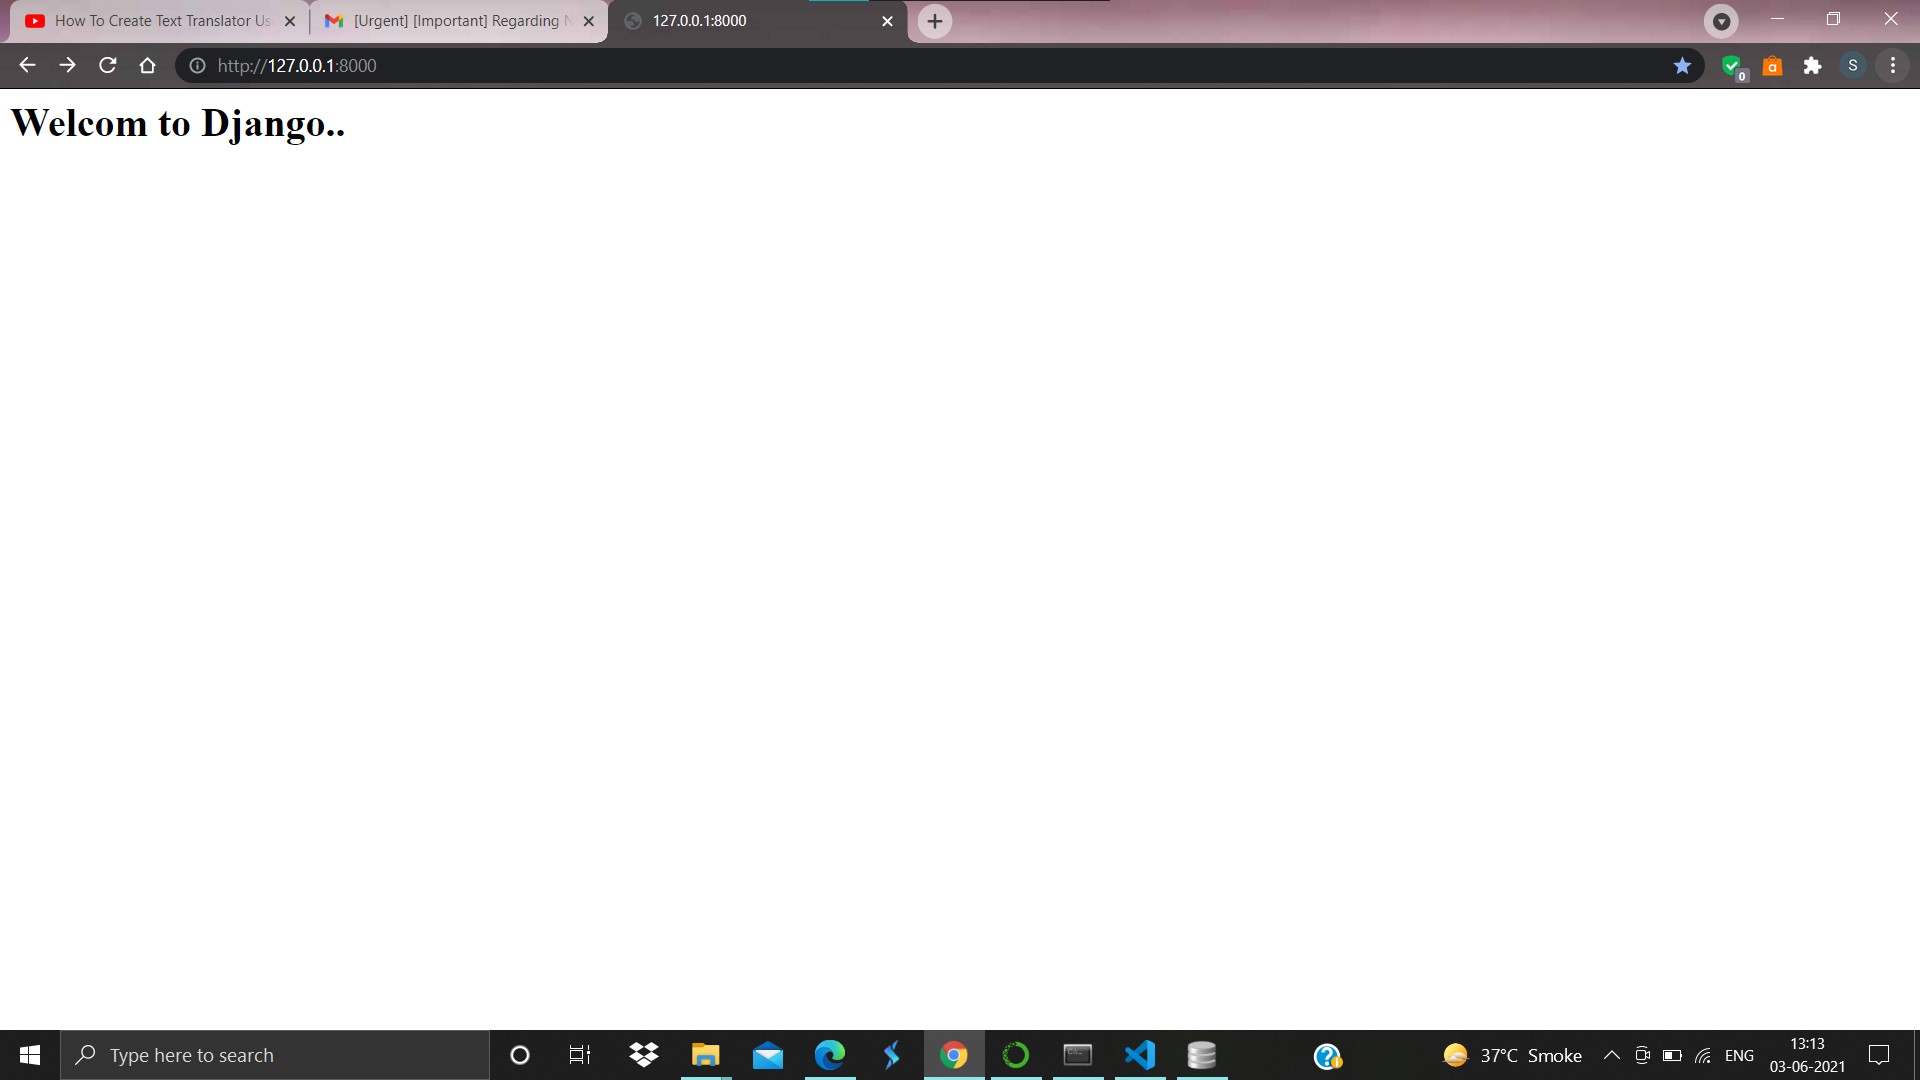 How To Create Text Translator Us
[Urgent] [Important] Regarding N
127.0.0.1:8000
http://127.0.0.1:8000
0
a
S
Welcom to Django..
Type here to search
37°C Smoke
ENG
13:13
03-06-2021